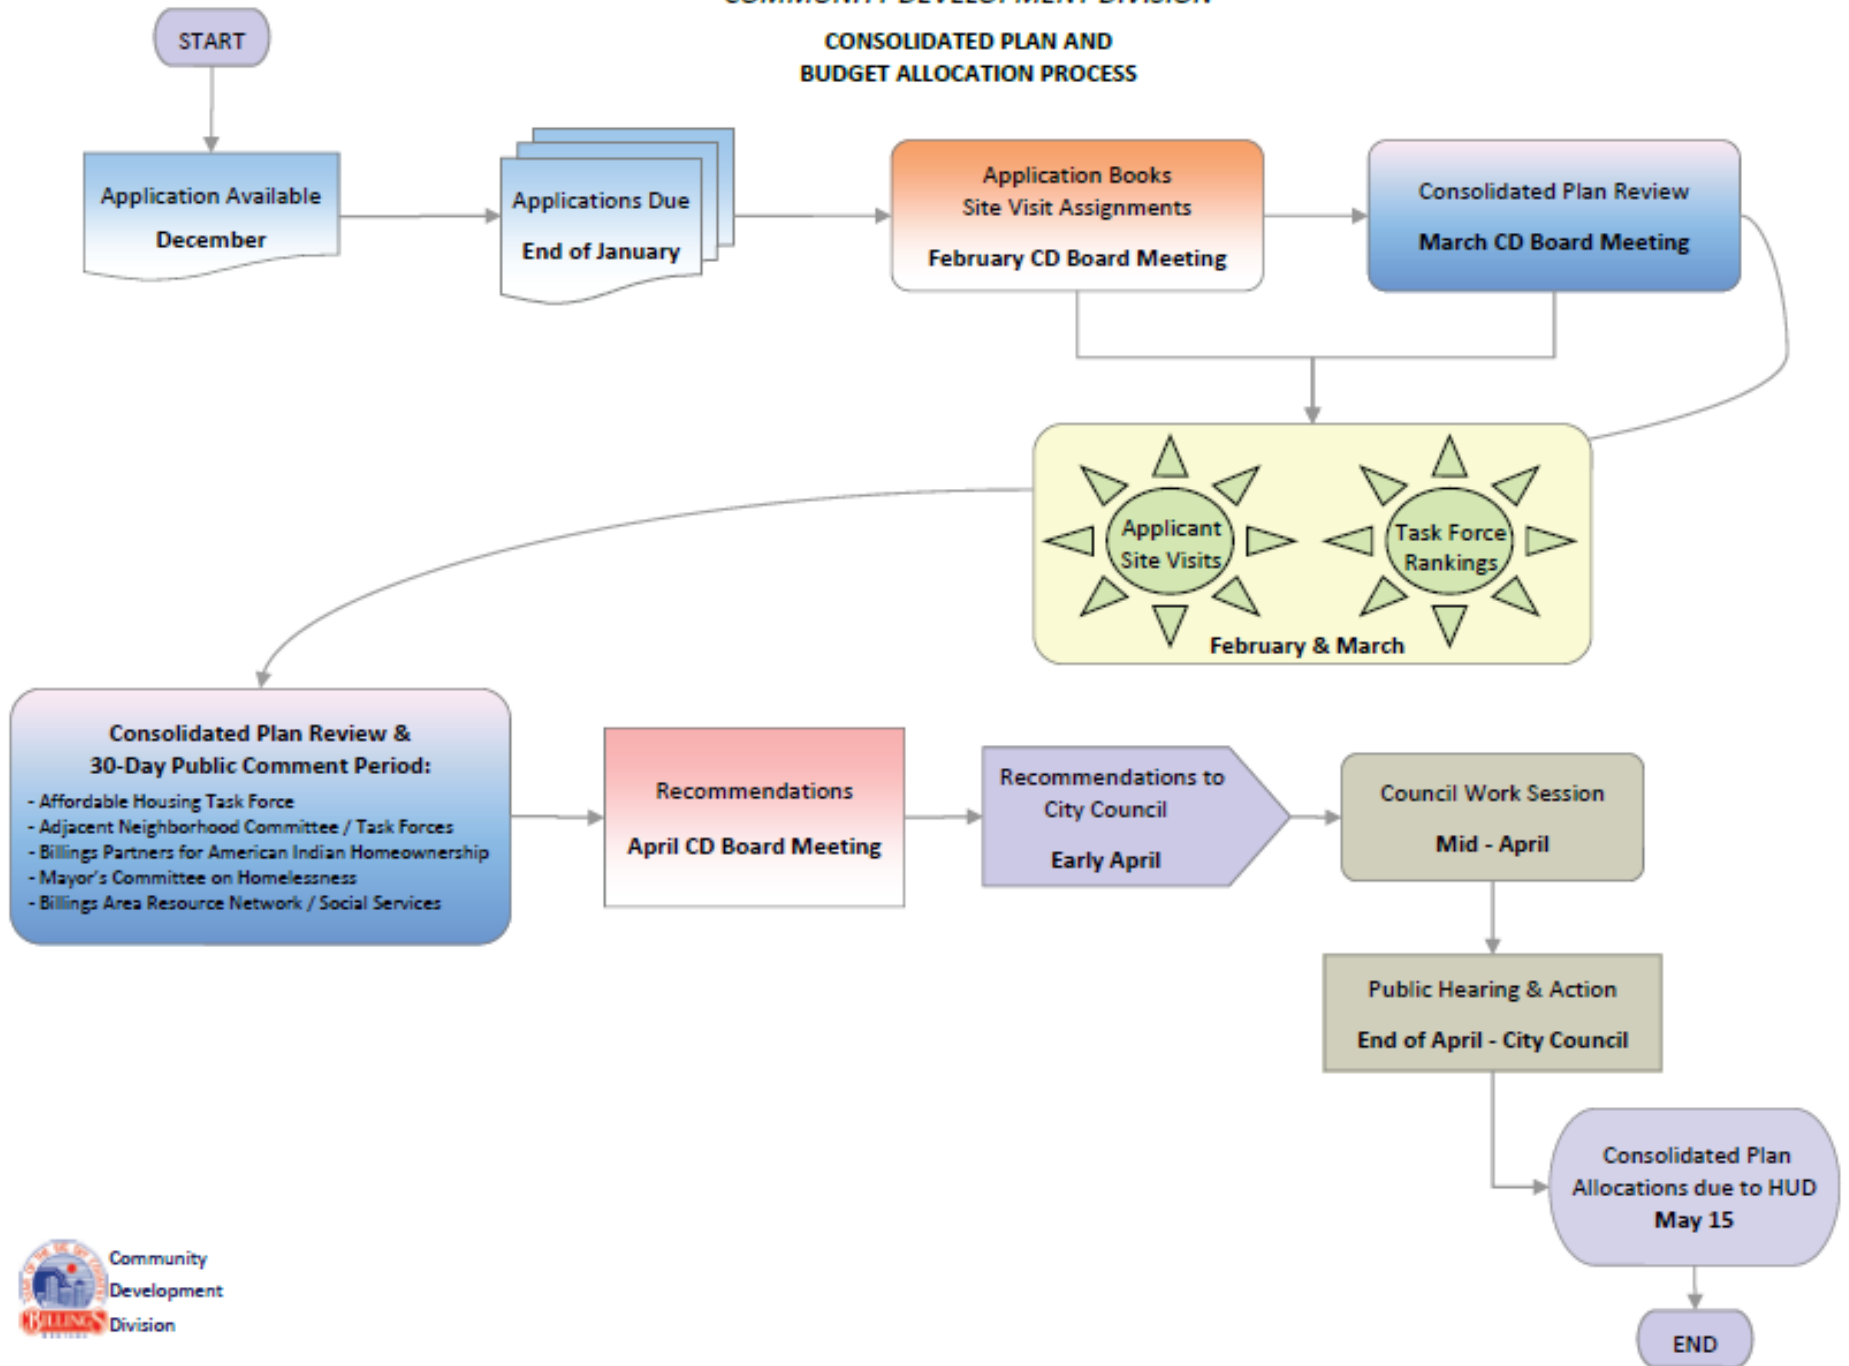 COMMUNITY DEVELOPMENT DIVISION
CONSOLIDATED PLAN AND
BUDGET ALLOCATION PROCESS
START
Application Available
December
Applications Due
End of January
Application Books
Site Visit Assignments
February CD Board Meeting
Consolidated Plan Review
March CD Board Meeting
Applicant
Site Visits
Task Force
Rankings
February & March
Consolidated Plan Review &
30-Day Public Comment Period:
- Affordable Housing Task Force
- Adjacent Neighborhood Committee / Task Forces
- Billings Partners for American Indian Homeownership
- Mayor's Committee on Homelessness
- Billings Area Resource Network / Social Services
Recommendations
April CD Board Meeting
Recommendations to
City Council
Early April
Council Work Session
Mid - April
Public Hearing & Action
End of April - City Council
Consolidated Plan
Allocations due to HUD
May 15
END
BILLINGS
Community
Development
Division